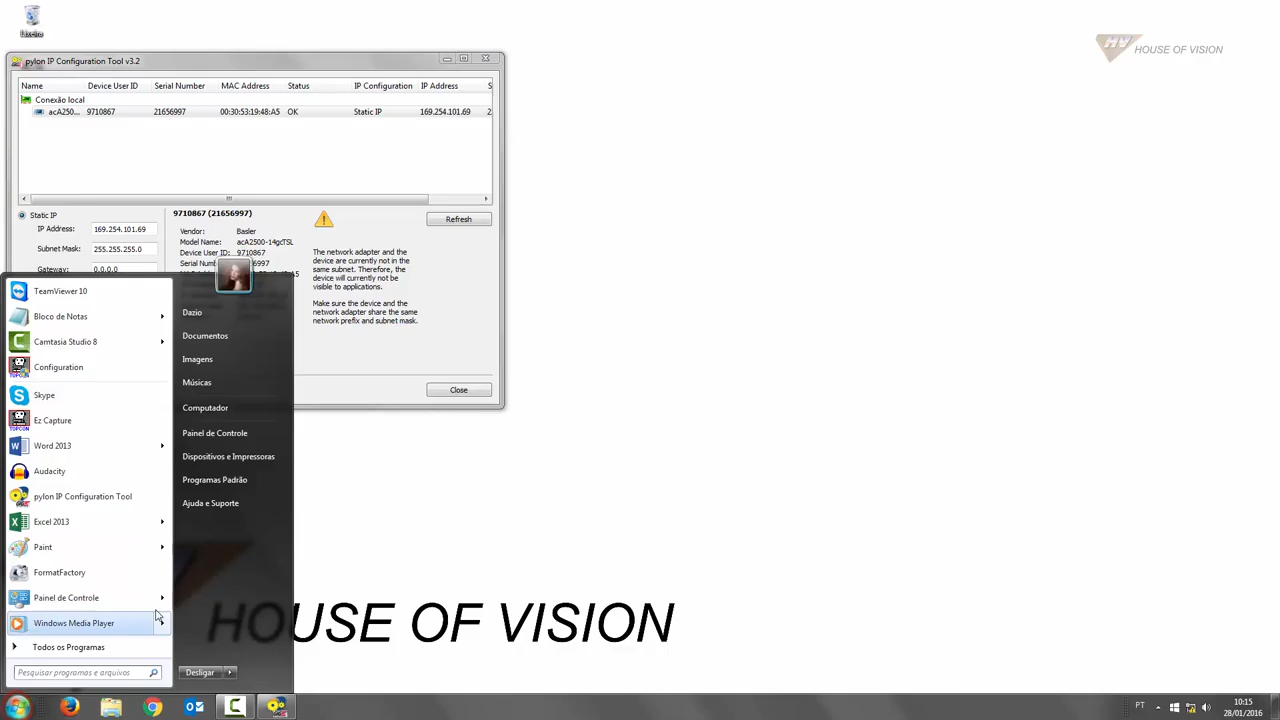 Lixeira
HOUSE OF VISION
pylon IP Configuration Tool v3.2
Name Device User ID Serial Number MAC Address Status IP Configuration IP Address S
Conexão local
acA250... 9710867 21656997 00:30:53:19:48:A5 OK Static IP 169.254.101.69 2
Static IP
IP Address: 169.254.101.69
Subnet Mask: 255.255.255.0
Gateway: 0.0.0.0
9710867 (21656997)
Vendor: Basler
Model Name: acA2500-14gcTSL
Device User ID: 9710867
Serial Numb 6997
A5
Refresh
The network adapter and the
device are currently not in the
same subnet. Therefore, the
device will currently not be
visible to applications.
Make sure the device and the
network adapter share the same
network prefix and subnet mask.
Close
TeamViewer 10
Bloco de Notas
Camtasia Studio 8
TOPCON
Configuration
Skype
TOPCON
Ez Capture
Word 2013
Audacity
pylon IP Configuration Tool
Excel 2013
Paint
FormatFactory
Painel de Controle
Windows Media Player
Todos os Programas
Pesquisar programas e arquivos
Dazio
Documentos
Imagens
Músicas
Computador
Painel de Controle
Dispositivos e Impressoras
Programas Padrão
Ajuda e Suporte
Desligar
HOUSE OF VISION
PT
10:15
28/01/2016